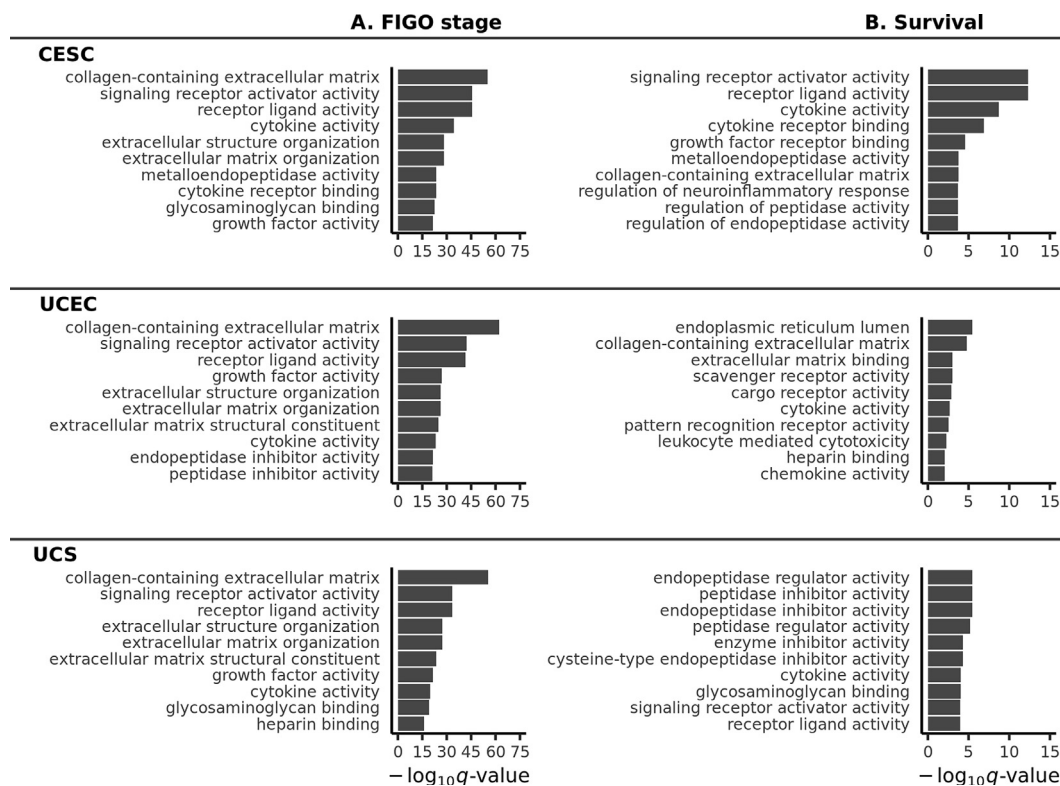 A. FIGO stage
B. Survival
CESC
collagen-containing extracellular matrix
signaling receptor activator activity
receptor ligand activity
cytokine activity
extracellular structure organization
extracellular matrix organization
metalloendopeptidase activity
cytokine receptor binding
glycosaminoglycan binding
growth factor activity
0 15 30 45 60 75
signaling receptor activator activity
receptor ligand activity
cytokine activity
cytokine receptor binding
growth factor receptor binding
metalloendopeptidase activity
collagen-containing extracellular matrix
regulation of neuroinflammatory response
regulation of peptidase activity
regulation of endopeptidase activity
0 5 10 15
UCEC
collagen-containing extracellular matrix
signaling receptor activator activity
receptor ligand activity
growth factor activity
extracellular structure organization
extracellular matrix organization
extracellular matrix structural constituent
cytokine activity
endopeptidase inhibitor activity
peptidase inhibitor activity
0 15 30 45 60 75
endoplasmic reticulum lumen
collagen-containing extracellular matrix
extracellular matrix binding
scavenger receptor activity
cargo receptor activity
cytokine activity
pattern recognition receptor activity
leukocyte mediated cytotoxicity
heparin binding
chemokine activity
0 5 10 15
UCS
collagen-containing extracellular matrix
signaling receptor activator activity
receptor ligand activity
extracellular structure organization
extracellular matrix organization
extracellular matrix structural constituent
growth factor activity
cytokine activity
glycosaminoglycan binding
heparin binding
0 15 30 45 60 75
−log₁₀q-value
endopeptidase regulator activity
peptidase inhibitor activity
endopeptidase inhibitor activity
peptidase regulator activity
enzyme inhibitor activity
cysteine-type endopeptidase inhibitor activity
cytokine activity
glycosaminoglycan binding
signaling receptor activator activity
receptor ligand activity
0 5 10 15
−log₁₀q-value